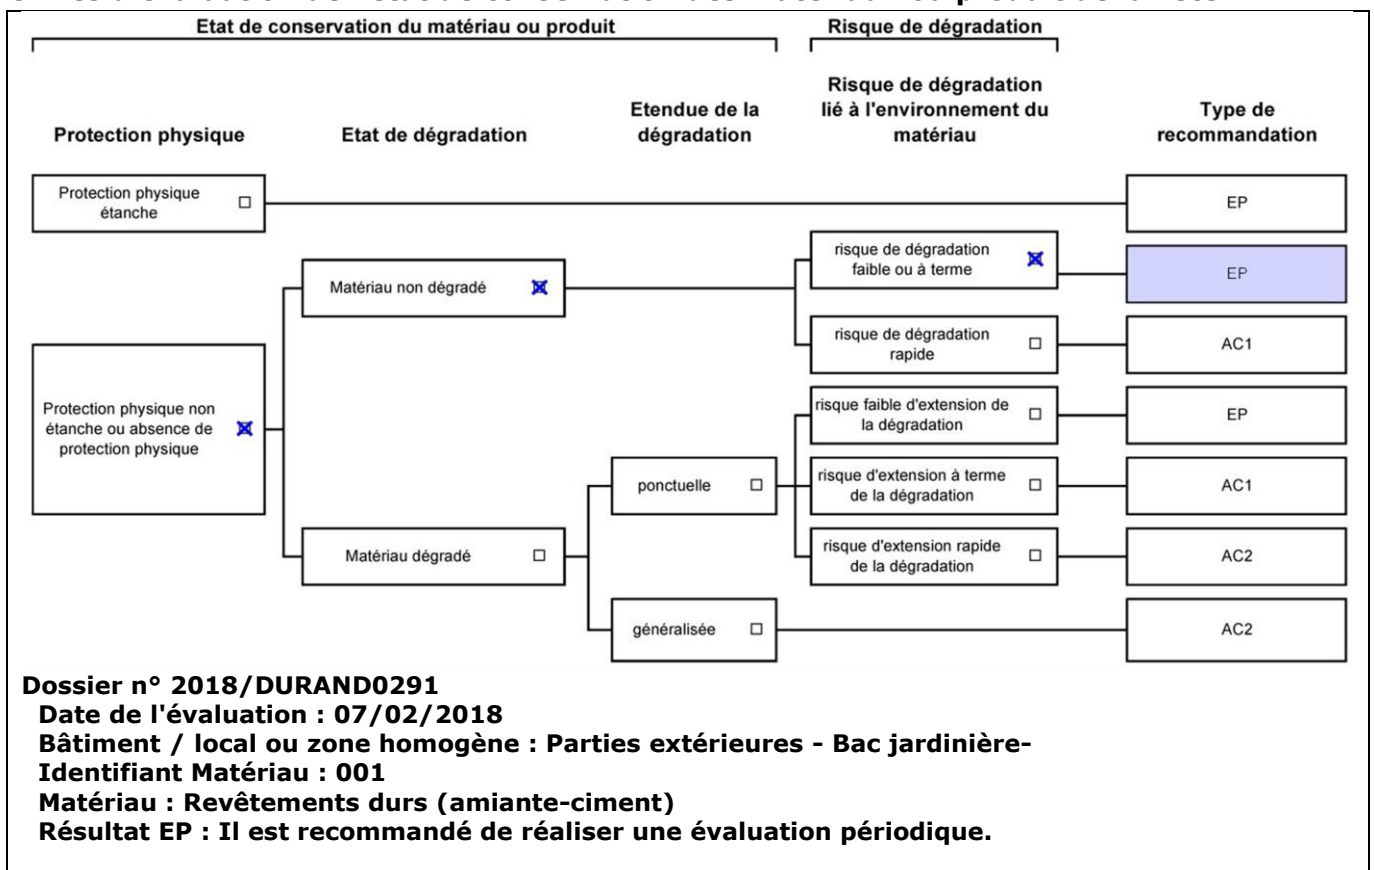 Etat de conservation du matériau ou produit
Risque de dégradation
Protection physique
Etat de dégradation
Etendue de la
dégradation
Risque de dégradation
lié à l'environnement du
matériau
Type de
recommandation
Protection physique
étanche
EP
risque de dégradation
faible ou à terme
EP
Matériau non dégradé
risque de dégradation
rapide
AC1
Protection physique non
étanche ou absence de
protection physique
risque faible d'extension de
la dégradation
EP
ponctuelle
risque d'extension à terme
de la dégradation
AC1
Matériau dégradé
risque d'extension rapide
de la dégradation
AC2
généralisée
AC2
Dossier n° 2018/DURAND0291
Date de l'évaluation : 07/02/2018
Bâtiment / local ou zone homogène : Parties extérieures - Bac jardinière-
Identifiant Matériau : 001
Matériau : Revêtements durs (amiante-ciment)
Résultat EP : Il est recommandé de réaliser une évaluation périodique.